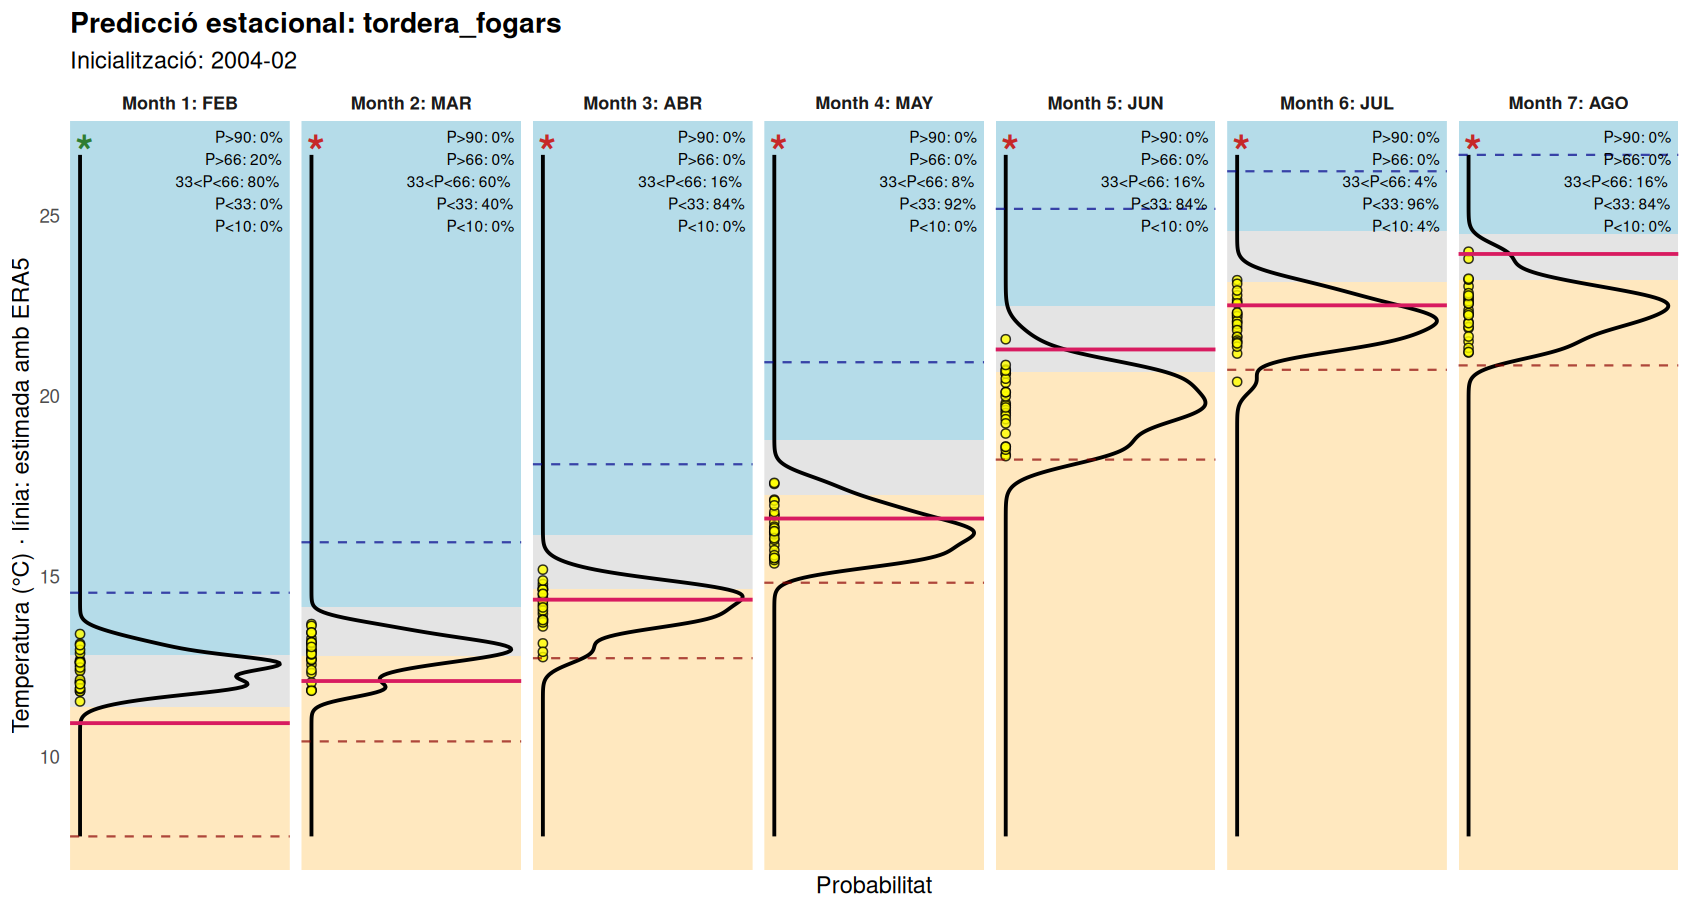 Predicció estacional: tordera_fogars
Inicialització: 2004-02
Month 1: FEB
Month 2: MAR
Month 3: ABR
Month 4: MAY
Month 5: JUN
Month 6: JUL
Month 7: AGO
*
P>90: 0%
P>66: 20%
33<P<66: 80%
P<33: 0%
P<10: 0%
*
P>90: 0%
P>66: 0%
33<P<66: 60%
P<33: 40%
P<10: 0%
*
P>90: 0%
P>66: 0%
33<P<66: 16%
P<33: 84%
P<10: 0%
*
P>90: 0%
P>66: 0%
33<P<66: 8%
P<33: 92%
P<10: 0%
*
P>90: 0%
P>66: 0%
33<P<66: 16%
P<33: 84%
P<10: 0%
*
P>90: 0%
P>66: 0%
33<P<66: 4%
P<33: 96%
P<10: 4%
*
P>90: 0%
P>66: 0%
33<P<66: 16%
P<33: 84%
P<10: 0%
25
20
15
10
Temperatura (°C) · línia: estimada amb ERA5
Probabilitat